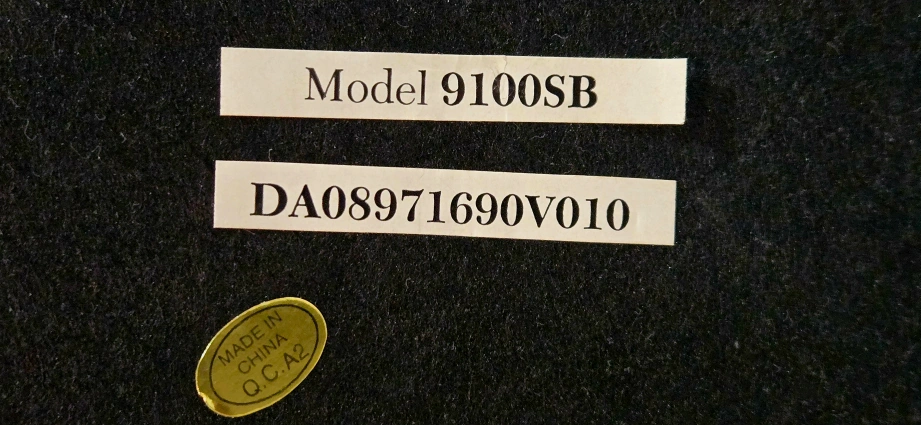 Model 9100SB
DA08971690V010
MADE IN
CHINA
Q.C.A2